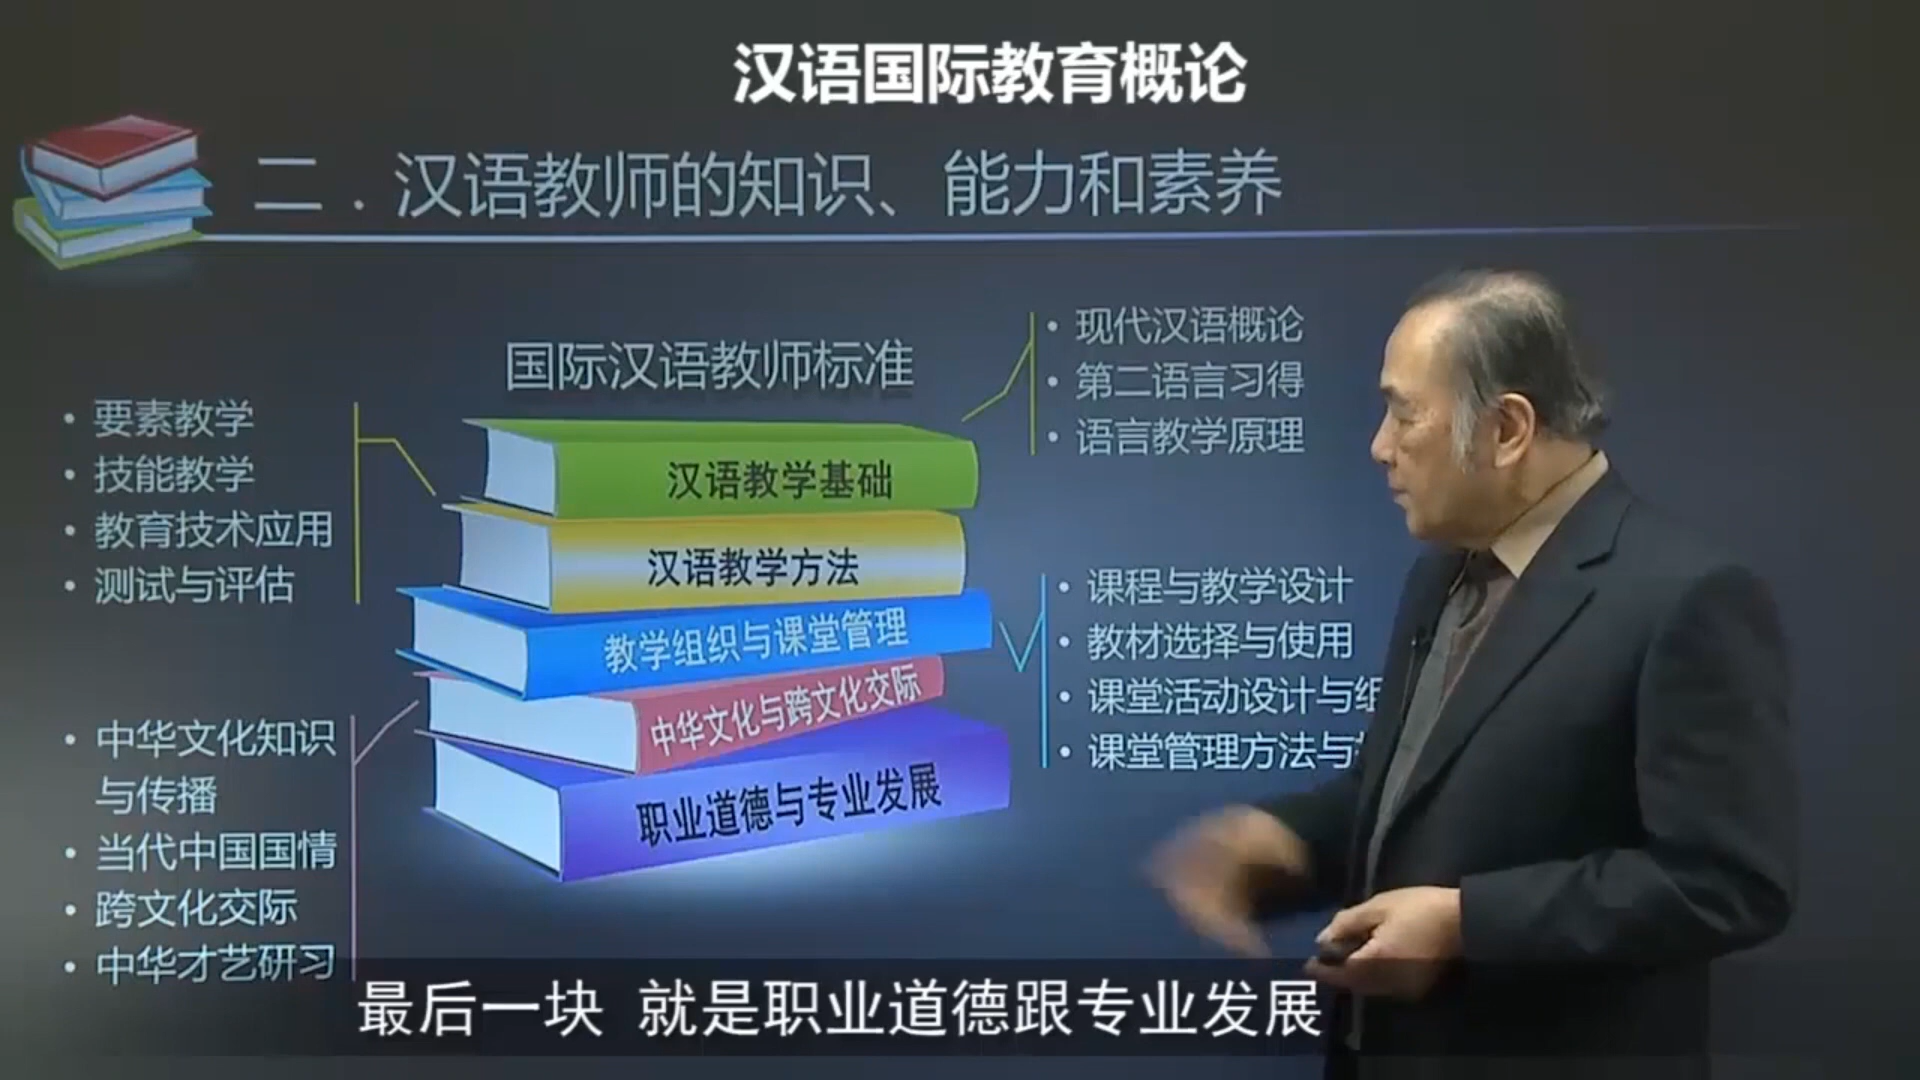 汉语国际教育概论
二．汉语教师的知识、能力和素养
国际汉语教师标准
• 现代汉语概论
• 第二语言习得
• 语言教学原理
• 要素教学
• 技能教学
• 教育技术应用
• 测试与评估
汉语教学基础
汉语教学方法
教学组织与课堂管理
中华文化与跨文化交际
职业道德与专业发展
• 课程与教学设计
• 教材选择与使用
• 课堂活动设计与组
• 课堂管理方法与
• 中华文化知识
与传播
• 当代中国国情
• 跨文化交际
• 中华才艺研习
最后一块 就是职业道德跟专业发展